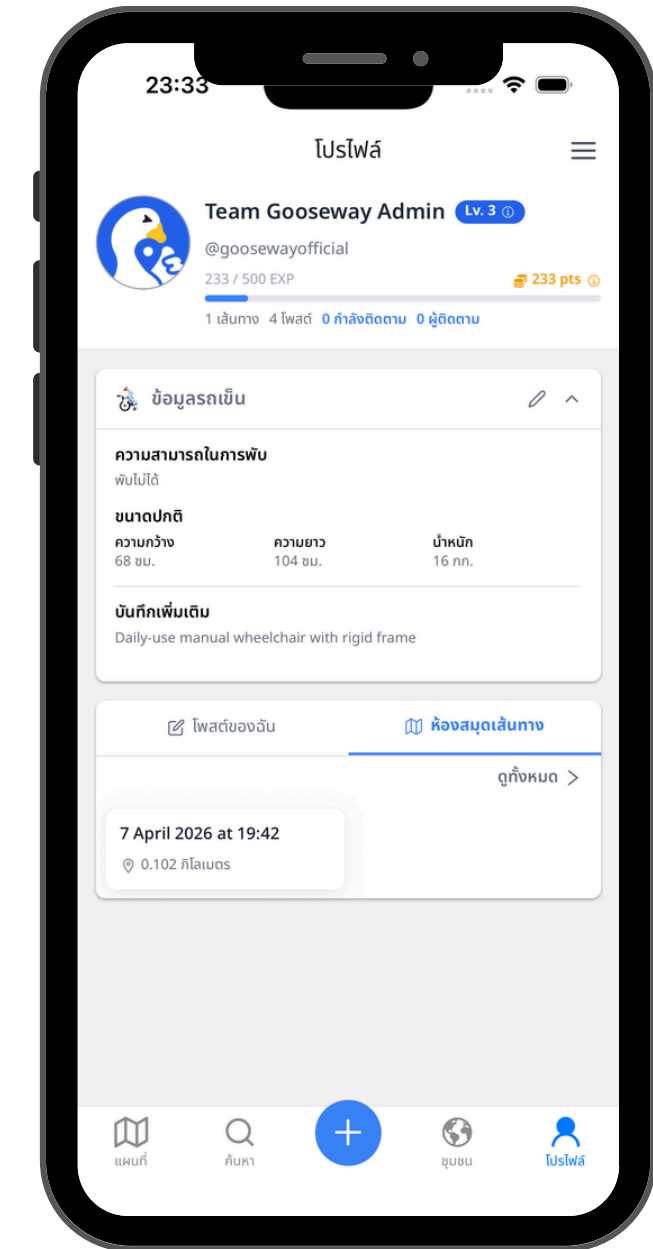 23:33
โปรไฟล์
Team Gooseway Admin Lv. 3
@goosewayofficial
233 / 500 EXP 233 pts
1 เส้นทาง 4 โพสต์ 0 กำลังติดตาม 0 ผู้ติดตาม
ข้อมูลรถเข็น
ความสามารถในการพับ
พับไม่ได้
ขนาดปกติ
ความกว้าง ความยาว น้ำหนัก
68 ซม. 104 ซม. 16 กก.
บันทึกเพิ่มเติม
Daily-use manual wheelchair with rigid frame
โพสต์ของฉัน ห้องสมุดเส้นทาง
ดูทั้งหมด
7 April 2026 at 19:42
0.102 กิโลเมตร
แผนที่ ค้นหา ชุมชน โปรไฟล์